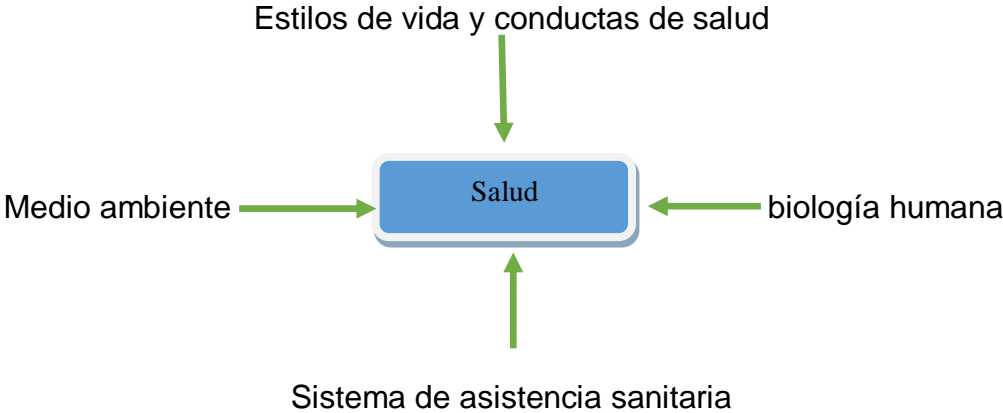 Estilos de vida y conductas de salud
Salud
Medio ambiente
biología humana
Sistema de asistencia sanitaria